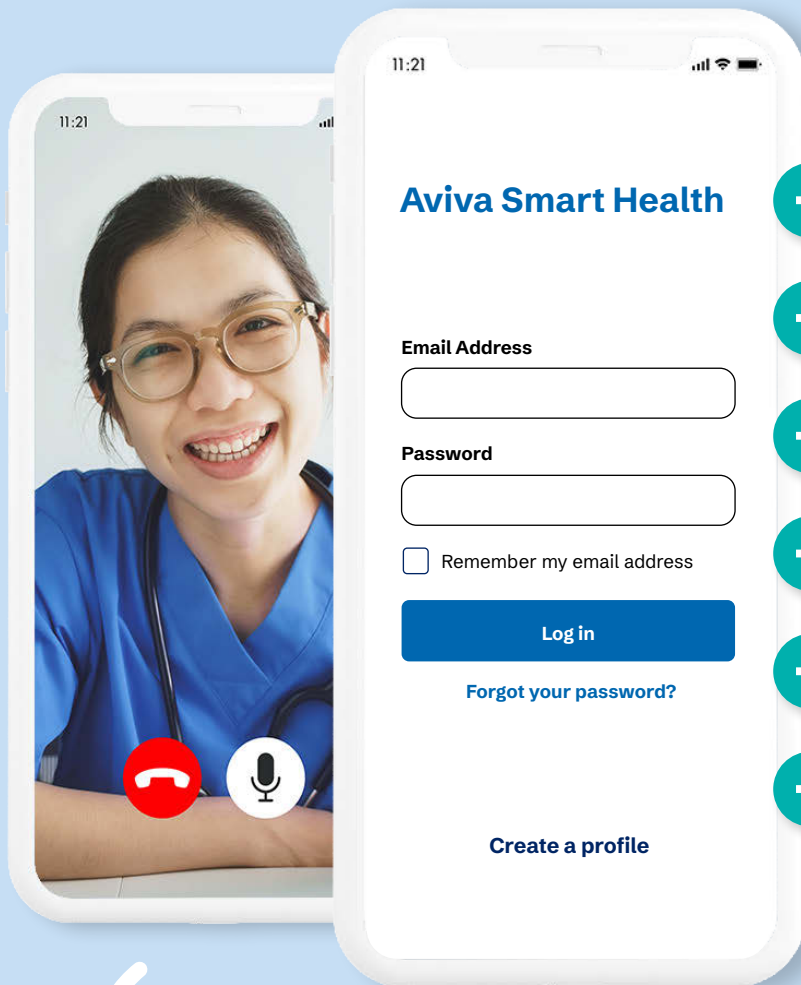 11:21
11:21
Aviva Smart Health
Email Address
Password
Remember my email address
Log in
Forgot your password?
Create a profile